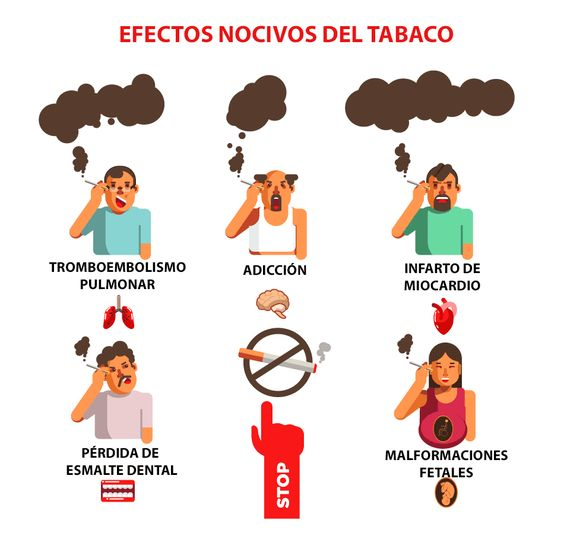 EFECTOS NOCIVOS DEL TABACO
TROMBOEMBOLISMO
PULMONAR
ADICCIÓN
INFARTO DE
MIOCARDIO
PÉRDIDA DE
ESMALTE DENTAL
STOP
MALFORMACIONES
FETALES